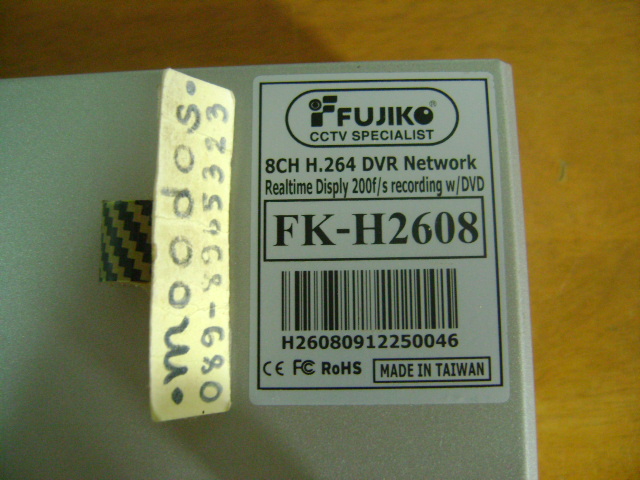 FUJIKO®
CCTV SPECIALIST
8CH H.264 DVR Network
Realtime Disply 200f/s recording w/DVD
FK-H2608
H26080912250046
CE FC RoHS
MADE IN TAIWAN
•moodos•
089-8965323